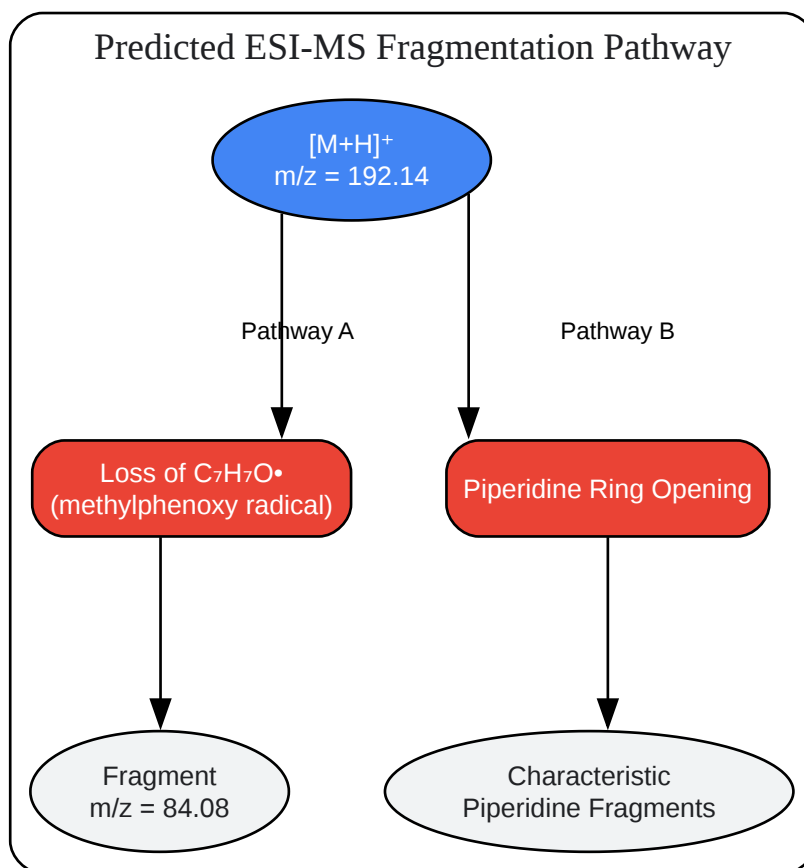 Predicted ESI-MS Fragmentation Pathway
[M+H]⁺
m/z = 192.14
Pathway A
Pathway B
Loss of C₇H₇O•
(methylphenoxy radical)
Piperidine Ring Opening
Fragment
m/z = 84.08
Characteristic
Piperidine Fragments